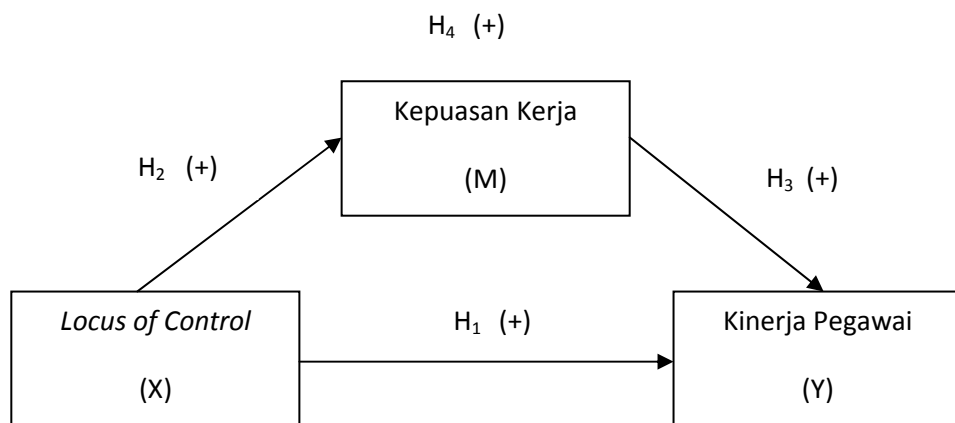 H₄ (+)
Kepuasan Kerja
(M)
H₂ (+)
H₃ (+)
Locus of Control
(X)
H₁ (+)
Kinerja Pegawai
(Y)